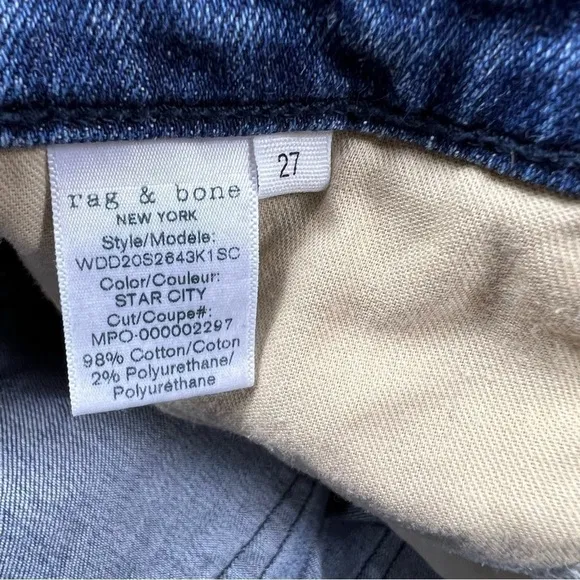 rag & bone
NEW YORK
27
Style/Modèle:
WDD20S2643K1SC
Color/Couleur:
STAR CITY
Cut/Coupe#:
MPO-000002297
98% Cotton/Coton
2% Polyurethane/
Polyuréthane